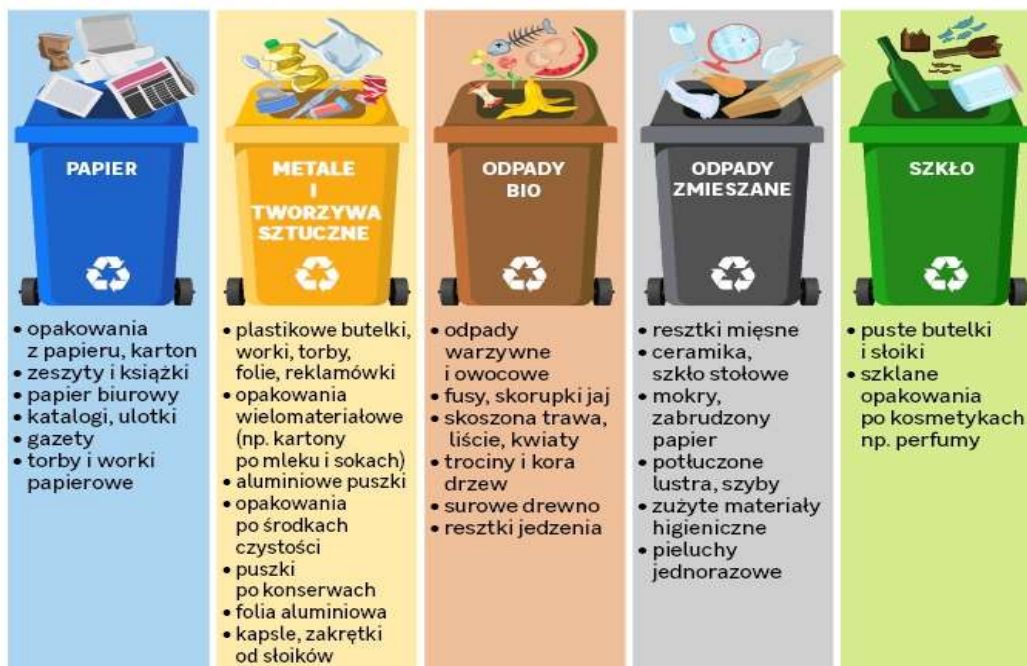 PAPIER
• opakowania
z papieru, karton
• zeszyty i książki
• papier biurowy
• katalogi, ulotki
• gazety
• torby i worki
papierowe
METALE
I
TWORZYWA
SZTUCZNE
• plastikowe butelki,
worki, torby,
folie, reklamówki
• opakowania
wielomateriałowe
(np. kartony
po mleku i sokach)
• aluminiowe puszki
• opakowania
po środkach
czystości
• puszki
po konserwach
• folia aluminiowa
• kapsle, zakrętki
od słoików
ODPADY
BIO
• odpady
warzywne
i owocowe
• fusy, skorupki jaj
• skoszona trawa,
liście, kwiaty
• trociny i kora
drzew
• surowe drewno
• resztki jedzenia
ODPADY
ZMIESZANE
• resztki mięsne
• ceramika,
szkło stołowe
• mokry,
zabrudzony
papier
• potłuczone
lustra, szyby
• zużyte materiały
higieniczne
• pieluchy
jednorazowe
SZKŁO
• puste butelki
i słoiki
• szklane
opakowania
po kosmetykach
np. perfumy